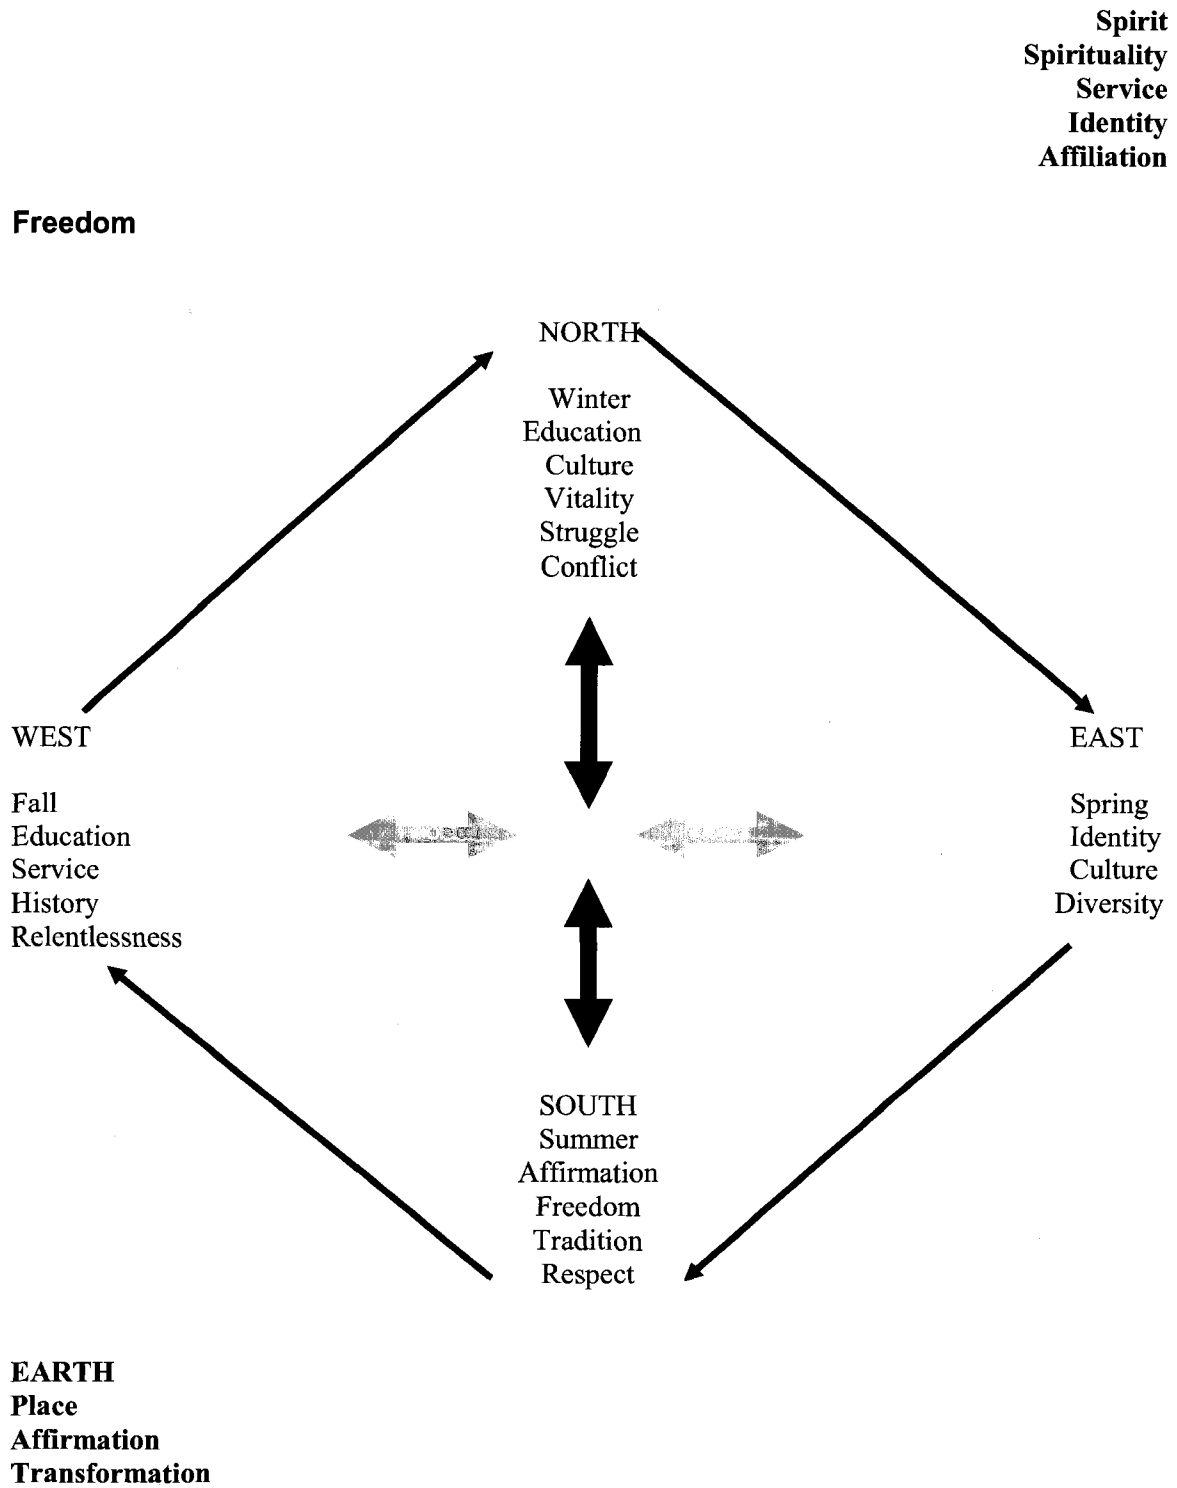 Spirit
Spirituality
Service
Identity
Affiliation
Freedom
NORTH
Winter
Education
Culture
Vitality
Struggle
Conflict
WEST
Fall
Education
Service
History
Relentlessness
EAST
Spring
Identity
Culture
Diversity
SOUTH
Summer
Affirmation
Freedom
Tradition
Respect
EARTH
Place
Affirmation
Transformation